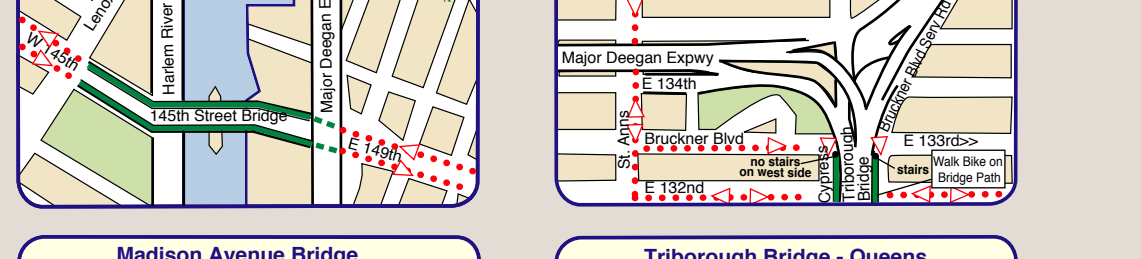 Lenox
W 145th
Harlem River
Major Deegan E
145th Street Bridge
E 149th
Major Deegan Expwy
E 134th
St. Anns
Bruckner Blvd
Bruckner Blvd Serv Rd
E 133rd>>
no stairs
on west side
Cypress
Triborough
Bridge
stairs
Walk Bike on
Bridge Path
E 132nd
Madison Avenue Bridge
Triborough Bridge - Queens